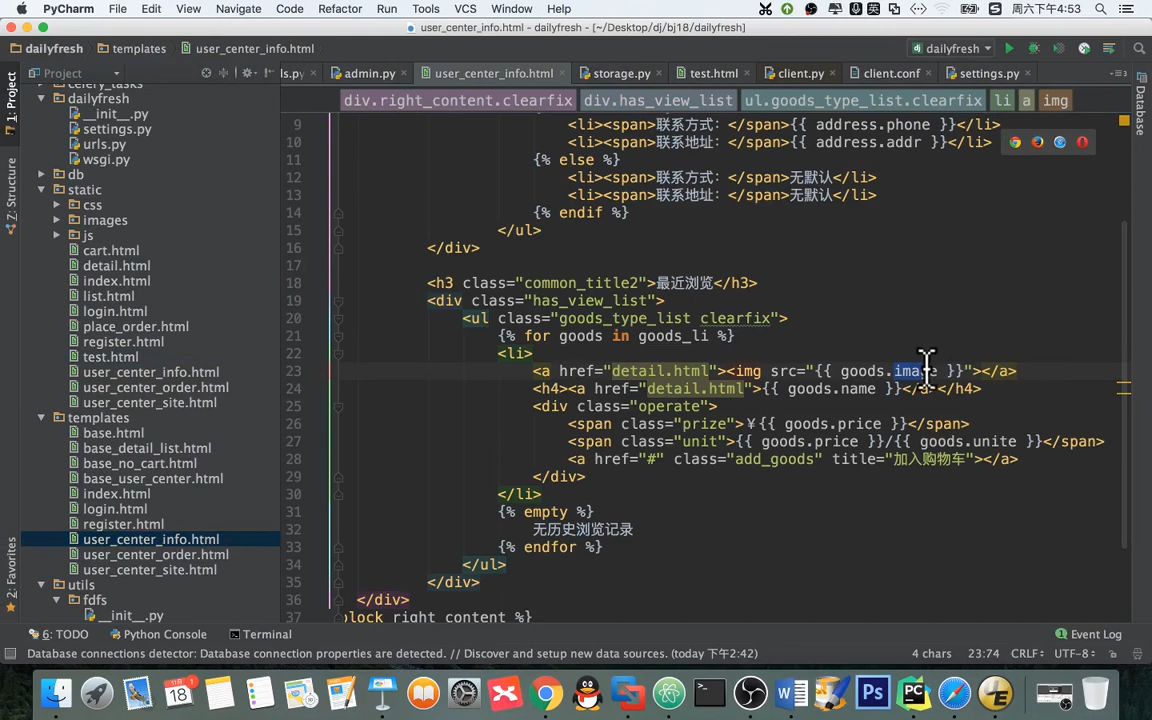 PyCharm File Edit View Navigate Code Refactor Run Tools VCS Window Help 周六下午4:53
user_center_info.html - dailyfresh - [~/Desktop/dj/bj18/dailyfresh]
dailyfresh templates user_center_info.html dailyfresh
Project ls.py admin.py user_center_info.html storage.py test.html client.py client.conf settings.py
div.right_content.clearfix div.has_view_list ul.goods_type_list.clearfix li a img
1: Project
Z: Structure
2: Favorites
Database
celery_tasks
dailyfresh
__init__.py
settings.py
urls.py
wsgi.py
db
static
css
images
js
cart.html
detail.html
index.html
list.html
login.html
place_order.html
register.html
test.html
user_center_info.html
user_center_order.html
user_center_site.html
templates
base.html
base_detail_list.html
base_no_cart.html
base_user_center.html
index.html
login.html
register.html
user_center_info.html
user_center_order.html
user_center_site.html
utils
fdfs
__init__.py
9 <li><span>联系方式: </span>{{ address.phone }}</li>
10 <li><span>联系地址: </span>{{ address.addr }}</li>
11 {% else %}
12 <li><span>联系方式: </span>无默认</li>
13 <li><span>联系地址: </span>无默认</li>
14 {% endif %}
15 </ul>
16 </div>
17
18 <h3 class="common_title2">最近浏览</h3>
19 <div class="has_view_list">
20 <ul class="goods_type_list clearfix">
21 {% for goods in goods_li %}
22 <li>
23 <a href="detail.html"><img src="{{ goods.image }}"></a>
24 <h4><a href="detail.html">{{ goods.name }}</a></h4>
25 <div class="operate">
26 <span class="prize">¥{{ goods.price }}</span>
27 <span class="unit">{{ goods.price }}/{{ goods.unite }}</span>
28 <a href="#" class="add_goods" title="加入购物车"></a>
29 </div>
30 </li>
31 {% empty %}
32 无历史浏览记录
33 {% endfor %}
34 </ul>
35 </div>
36 </div>
37 block right_content %}
6: TODO Python Console Terminal 1 Event Log
Database connections detector: Database connection properties are detected. // Discover and setup new data sources. (today 下午2:42) 4 chars 23:74 CRLF÷ UTF-8÷